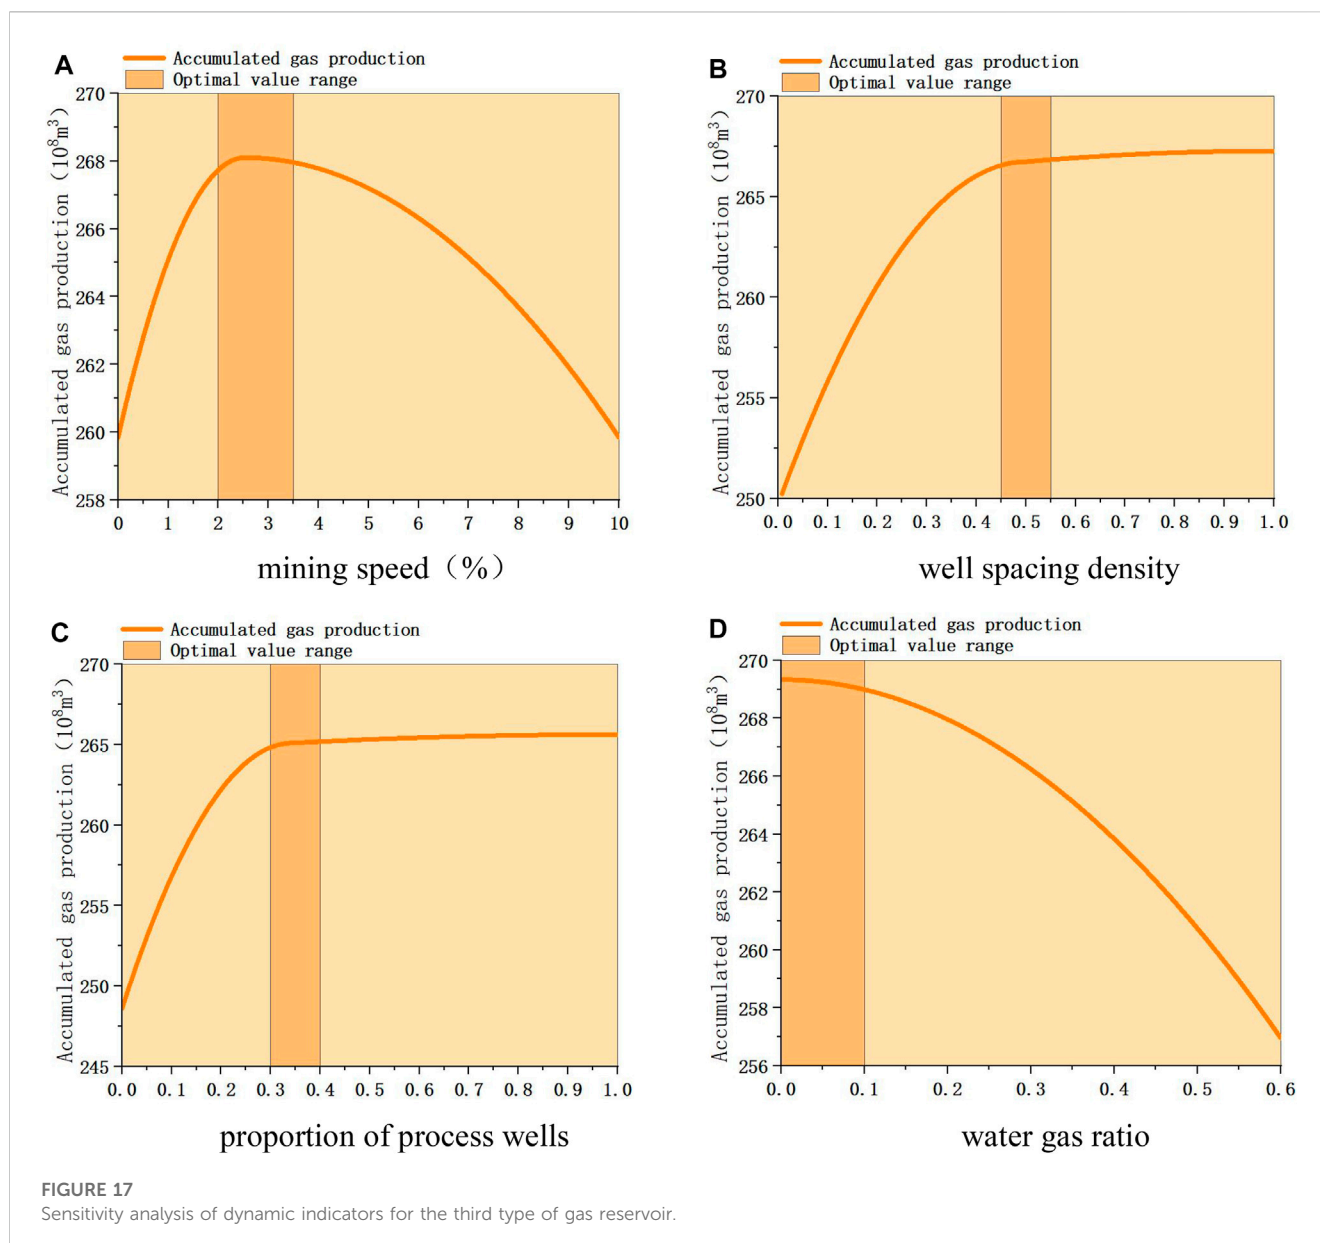 A
Accumulated gas production
Optimal value range
Accumulated gas production (10⁸m³)
270
268
266
264
262
260
258
0 1 2 3 4 5 6 7 8 9 10
mining speed（%）
B
Accumulated gas production
Optimal value range
Accumulated gas production (10⁸m³)
270
265
260
255
250
0.0 0.1 0.2 0.3 0.4 0.5 0.6 0.7 0.8 0.9 1.0
well spacing density
C
Accumulated gas production
Optimal value range
Accumulated gas production (10⁸m³)
270
265
260
255
250
245
0.0 0.1 0.2 0.3 0.4 0.5 0.6 0.7 0.8 0.9 1.0
proportion of process wells
D
Accumulated gas production
Optimal value range
Accumulated gas production (10⁸m³)
270
268
266
264
262
260
258
256
0.0 0.1 0.2 0.3 0.4 0.5 0.6
water gas ratio
FIGURE 17
Sensitivity analysis of dynamic indicators for the third type of gas reservoir.